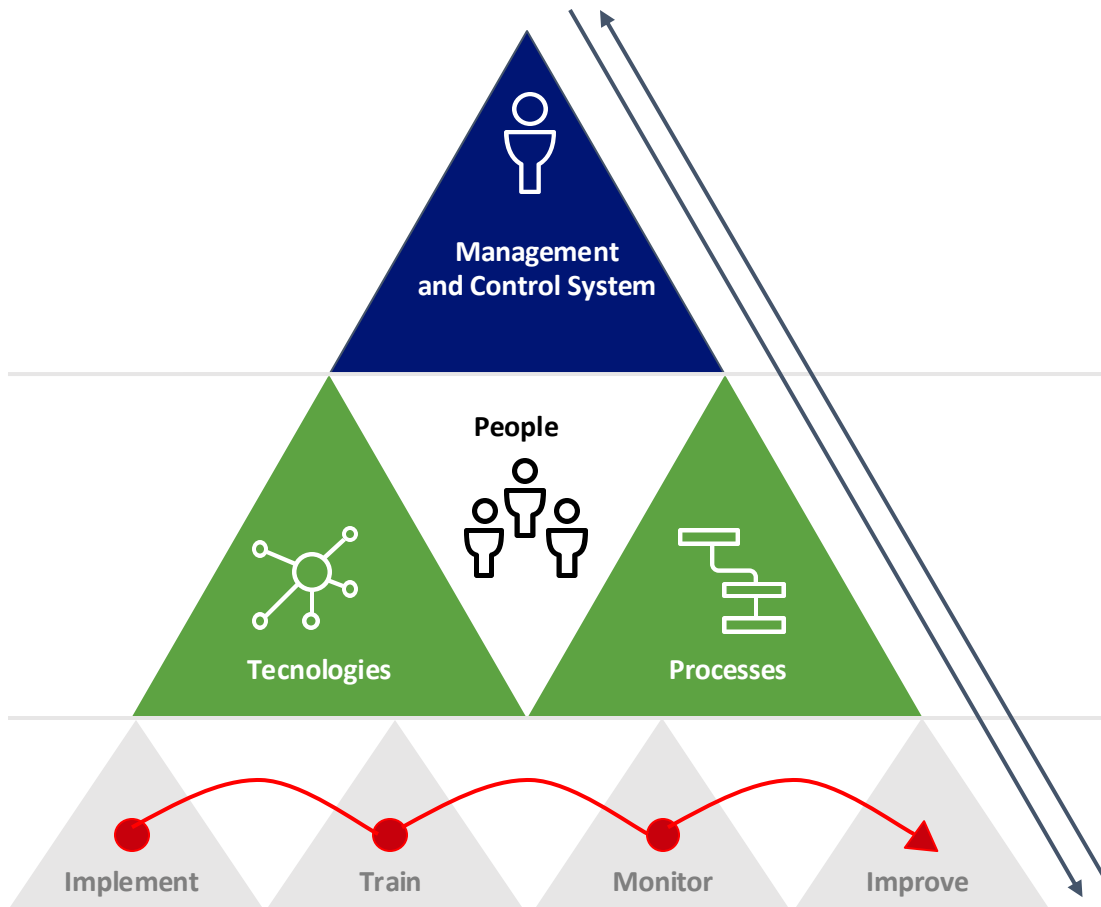 Management
and Control System
People
Tecnologies
Processes
Implement
Train
Monitor
Improve